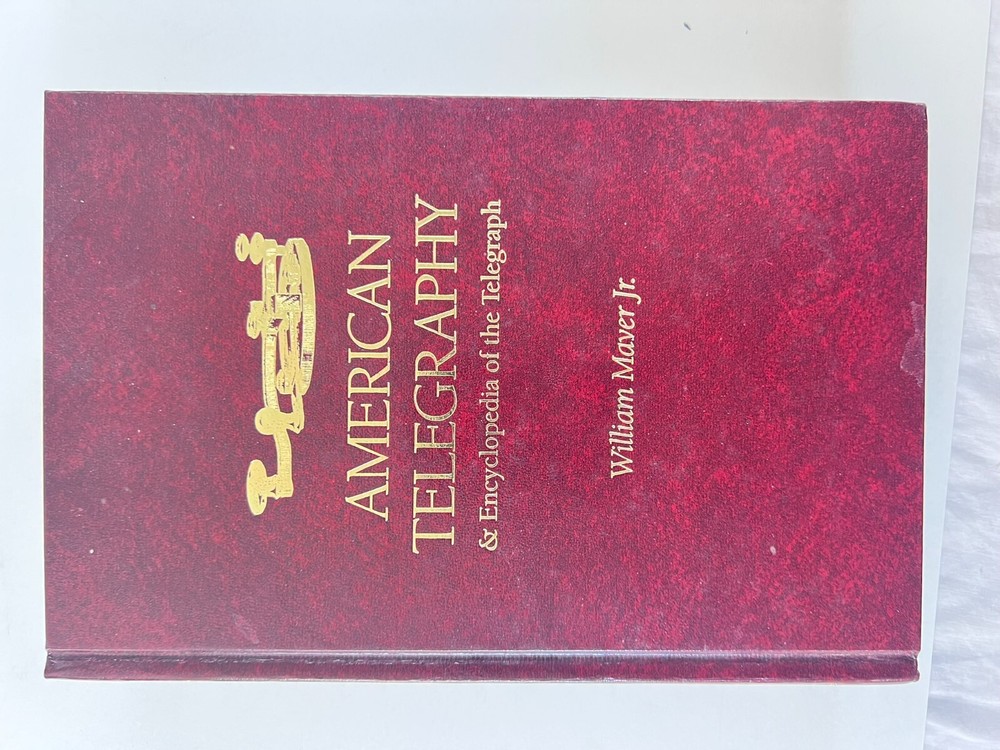 AMERICAN
TELEGRAPHY
& Encyclopedia of the Telegraph
William Maver Jr.